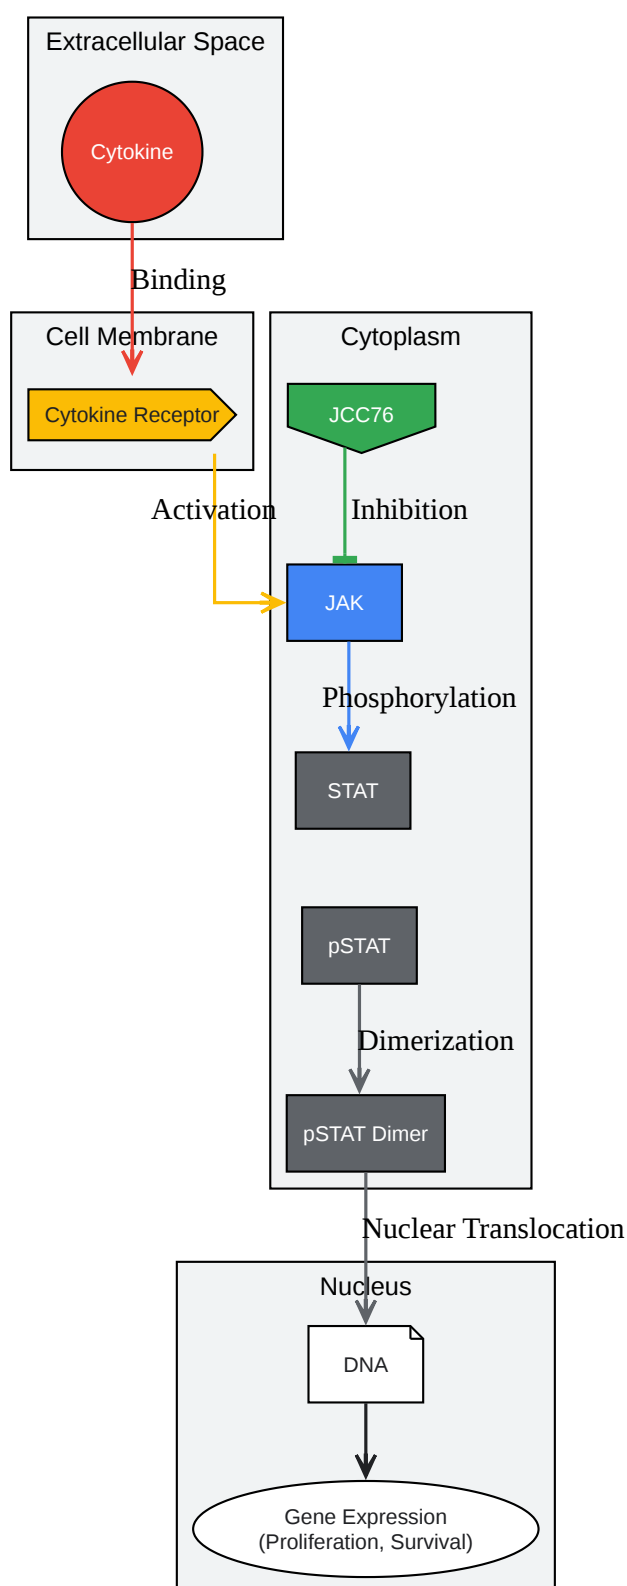 Extracellular Space
Cytokine
Binding
Cell Membrane
Cytokine Receptor
Activation
Cytoplasm
JCC76
Inhibition
JAK
Phosphorylation
STAT
pSTAT
Dimerization
pSTAT Dimer
Nuclear Translocation
Nucleus
DNA
Gene Expression
(Proliferation, Survival)